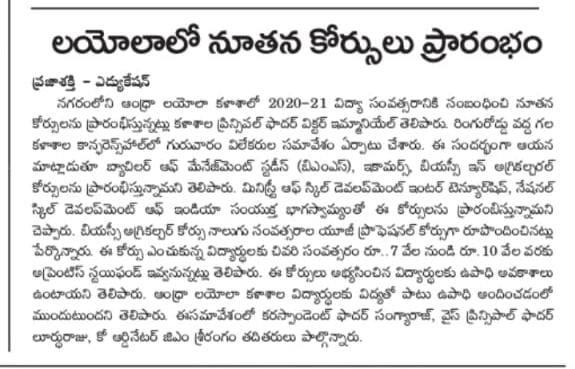 లయోలాలో నూతన కోర్సులు ప్రారంభం
ప్రజాశక్తి - ఎడ్యుకేషన్
నగరంలోని ఆంధ్రా లయోలా కళాశాలో 2020-21 విద్యా సంవత్సరానికి సంబంధించి నూతన
కోర్సులను ప్రారంభిస్తున్నట్లు కళాశాల ప్రిన్సిపల్ ఫాదర్ విక్టర్ ఇమ్మానియేల్ తెలిపారు. రింగురోడ్డు వద్ద గల
కళాశాల కాన్ఫరెన్స్‌హాల్‌లో గురువారం విలేకరుల సమావేశం ఏర్పాటు చేశారు. ఈ సందర్భంగా ఆయన
మాట్లాడుతూ బ్యాచిలర్ ఆఫ్ మేనేజ్‌మెంట్ స్టడీస్ (బీఎంఎస్), ఇకామర్స్, బీయస్సీ ఇన్ అగ్రికల్చరల్
కోర్సులను ప్రారంభిస్తున్నామని తెలిపారు. మినిస్ట్రీ ఆఫ్ స్కిల్ డెవలప్‌మెంట్ ఇంటర్ టెన్యూర్‌షిప్, నేషనల్
స్కిల్ డెవలప్‌మెంట్ ఆఫ్ ఇండియా సంయుక్త భాగస్వామ్యంతో ఈ కోర్సులను ప్రారంభిస్తున్నామని
చెప్పారు. బీయస్సీ అగ్రికల్చర్ కోర్సు నాలుగు సంవత్సరాల యూజీ ప్రొఫెషనల్ కోర్సుగా రూపొందించినట్లు
పేర్కొన్నారు. ఈ కోర్సు ఎంచుకున్న విద్యార్థులకు చివరి సంవత్సరం రూ..7 వేల నుండి రూ.10 వేల వరకు
అప్రెంటిస్ స్టయిఫండ్ ఇవ్వనున్నట్లు తెలిపారు. ఈ కోర్సులు అభ్యసించిన విద్యార్థులకు ఉపాధి అవకాశాలు
ఉంటాయని తెలిపారు. ఆంధ్రా లయోలా కళాశాల విద్యార్థులకు విద్యతో పాటు ఉపాధి అందించడంలో
ముందుటుందని తెలిపారు. ఈసమావేశంలో కరస్పాండెంట్ ఫాదర్ సంగ్యారాజ్, వైస్ ప్రిన్సిపాల్ ఫాదర్
లూర్థురాజు, కో ఆర్డినేటర్ జిఎం శ్రీరంగం తదితరులు పాల్గొన్నారు.